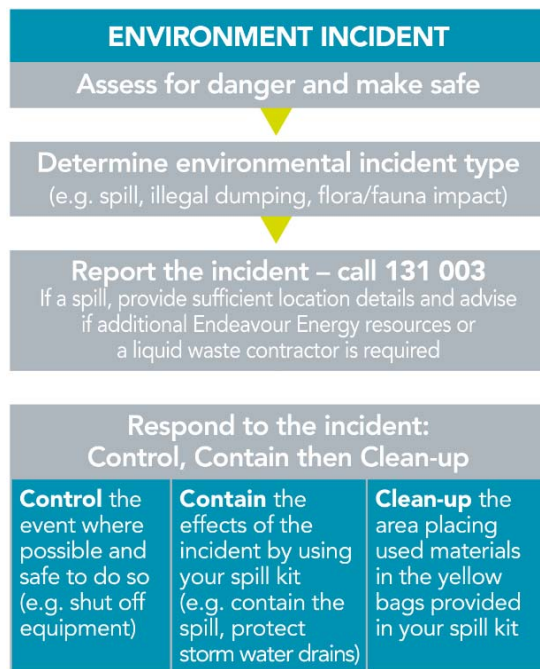 ENVIRONMENT INCIDENT
Assess for danger and make safe
Determine environmental incident type
(e.g. spill, illegal dumping, flora/fauna impact)
Report the incident – call 131 003
If a spill, provide sufficient location details and advise
if additional Endeavour Energy resources or
a liquid waste contractor is required
Respond to the incident:
Control, Contain then Clean-up
Control the
event where
possible and
safe to do so
(e.g. shut off
equipment)
Contain the
effects of the
incident by using
your spill kit
(e.g. contain the
spill, protect
storm water drains)
Clean-up the
area placing
used materials
in the yellow
bags provided
in your spill kit